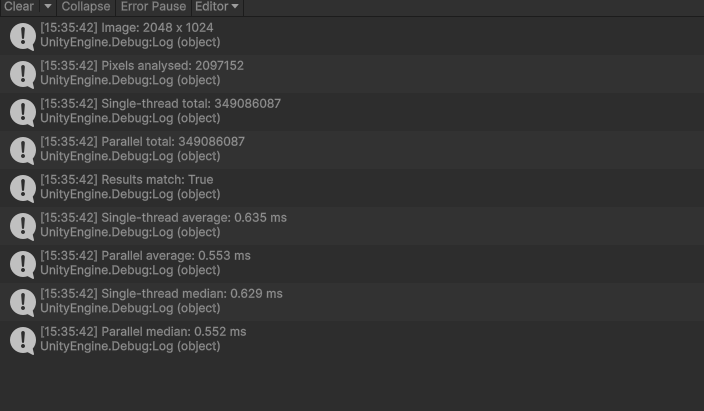 Clear Collapse Error Pause Editor
[15:35:42] Image: 2048 x 1024
UnityEngine.Debug:Log (object)
[15:35:42] Pixels analysed: 2097152
UnityEngine.Debug:Log (object)
[15:35:42] Single-thread total: 349086087
UnityEngine.Debug:Log (object)
[15:35:42] Parallel total: 349086087
UnityEngine.Debug:Log (object)
[15:35:42] Results match: True
UnityEngine.Debug:Log (object)
[15:35:42] Single-thread average: 0.635 ms
UnityEngine.Debug:Log (object)
[15:35:42] Parallel average: 0.553 ms
UnityEngine.Debug:Log (object)
[15:35:42] Single-thread median: 0.629 ms
UnityEngine.Debug:Log (object)
[15:35:42] Parallel median: 0.552 ms
UnityEngine.Debug:Log (object)